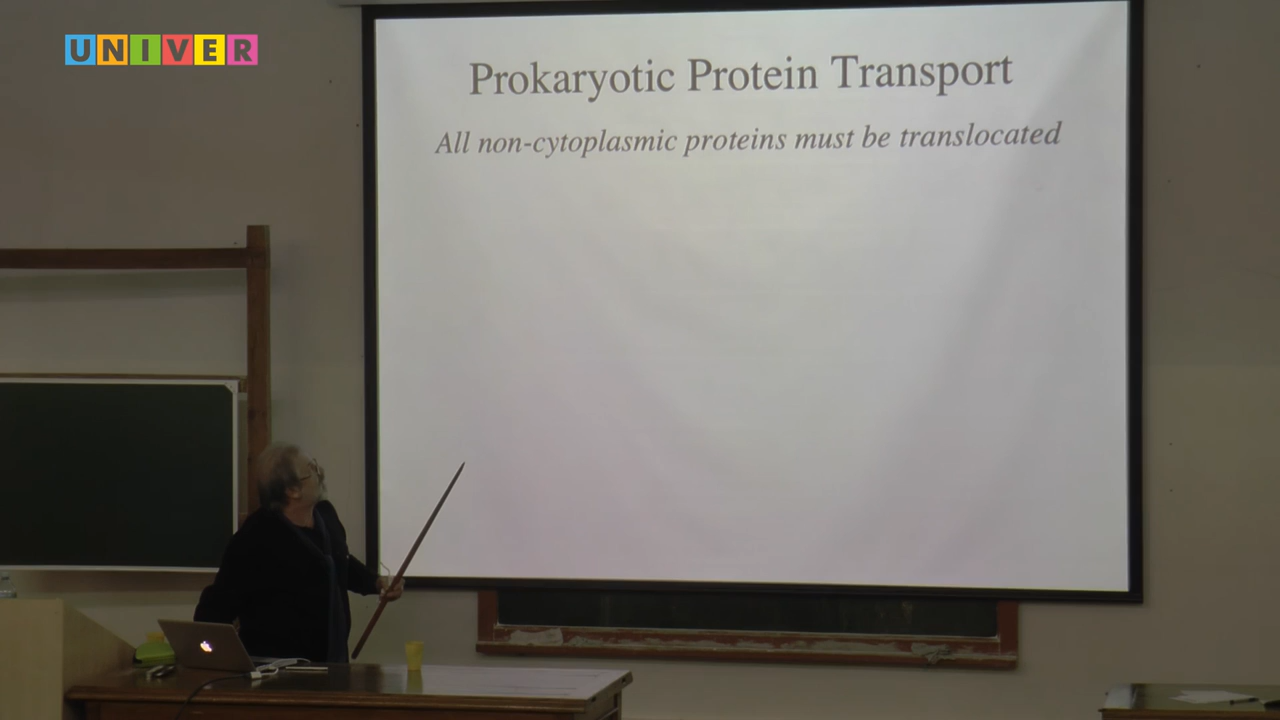 UNIVER
Prokaryotic Protein Transport
All non-cytoplasmic proteins must be translocated